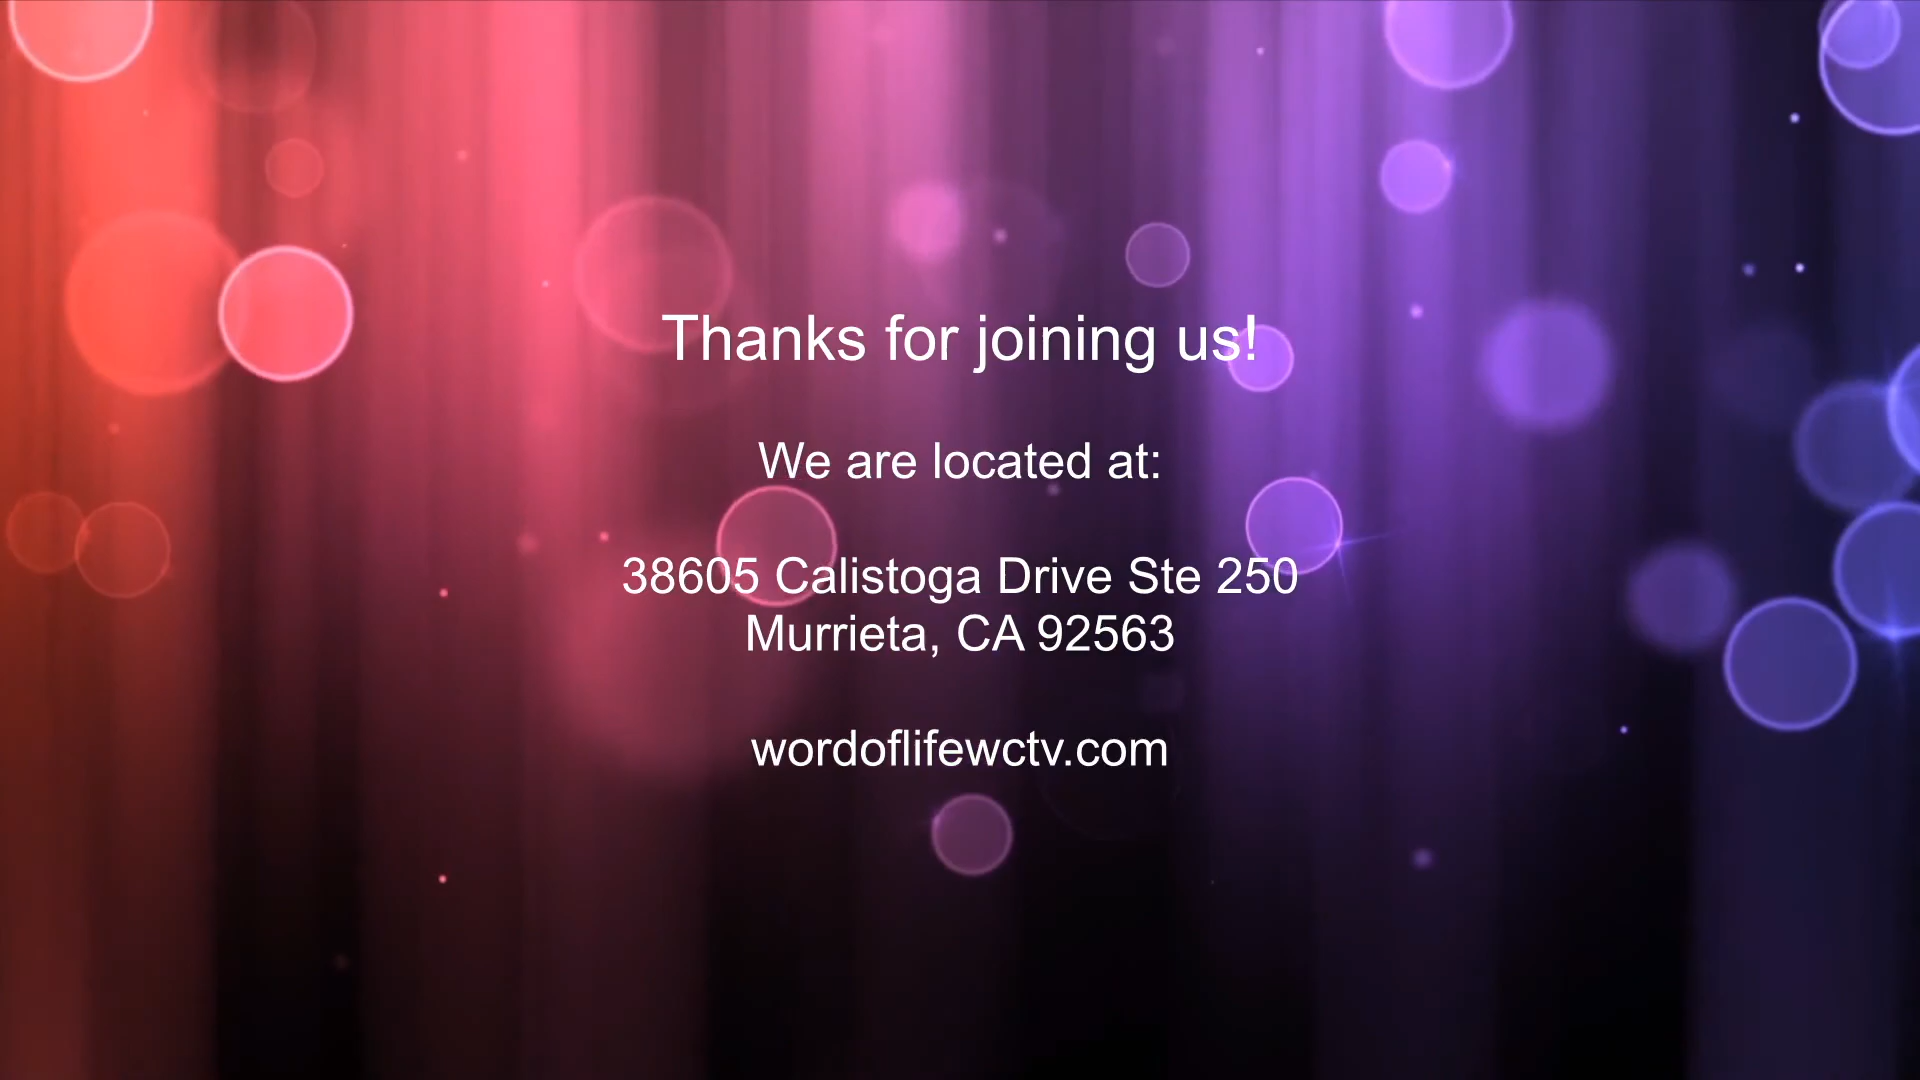 Thanks for joining us!
We are located at:
38605 Calistoga Drive Ste 250
Murrieta, CA 92563
wordoflifewctv.com